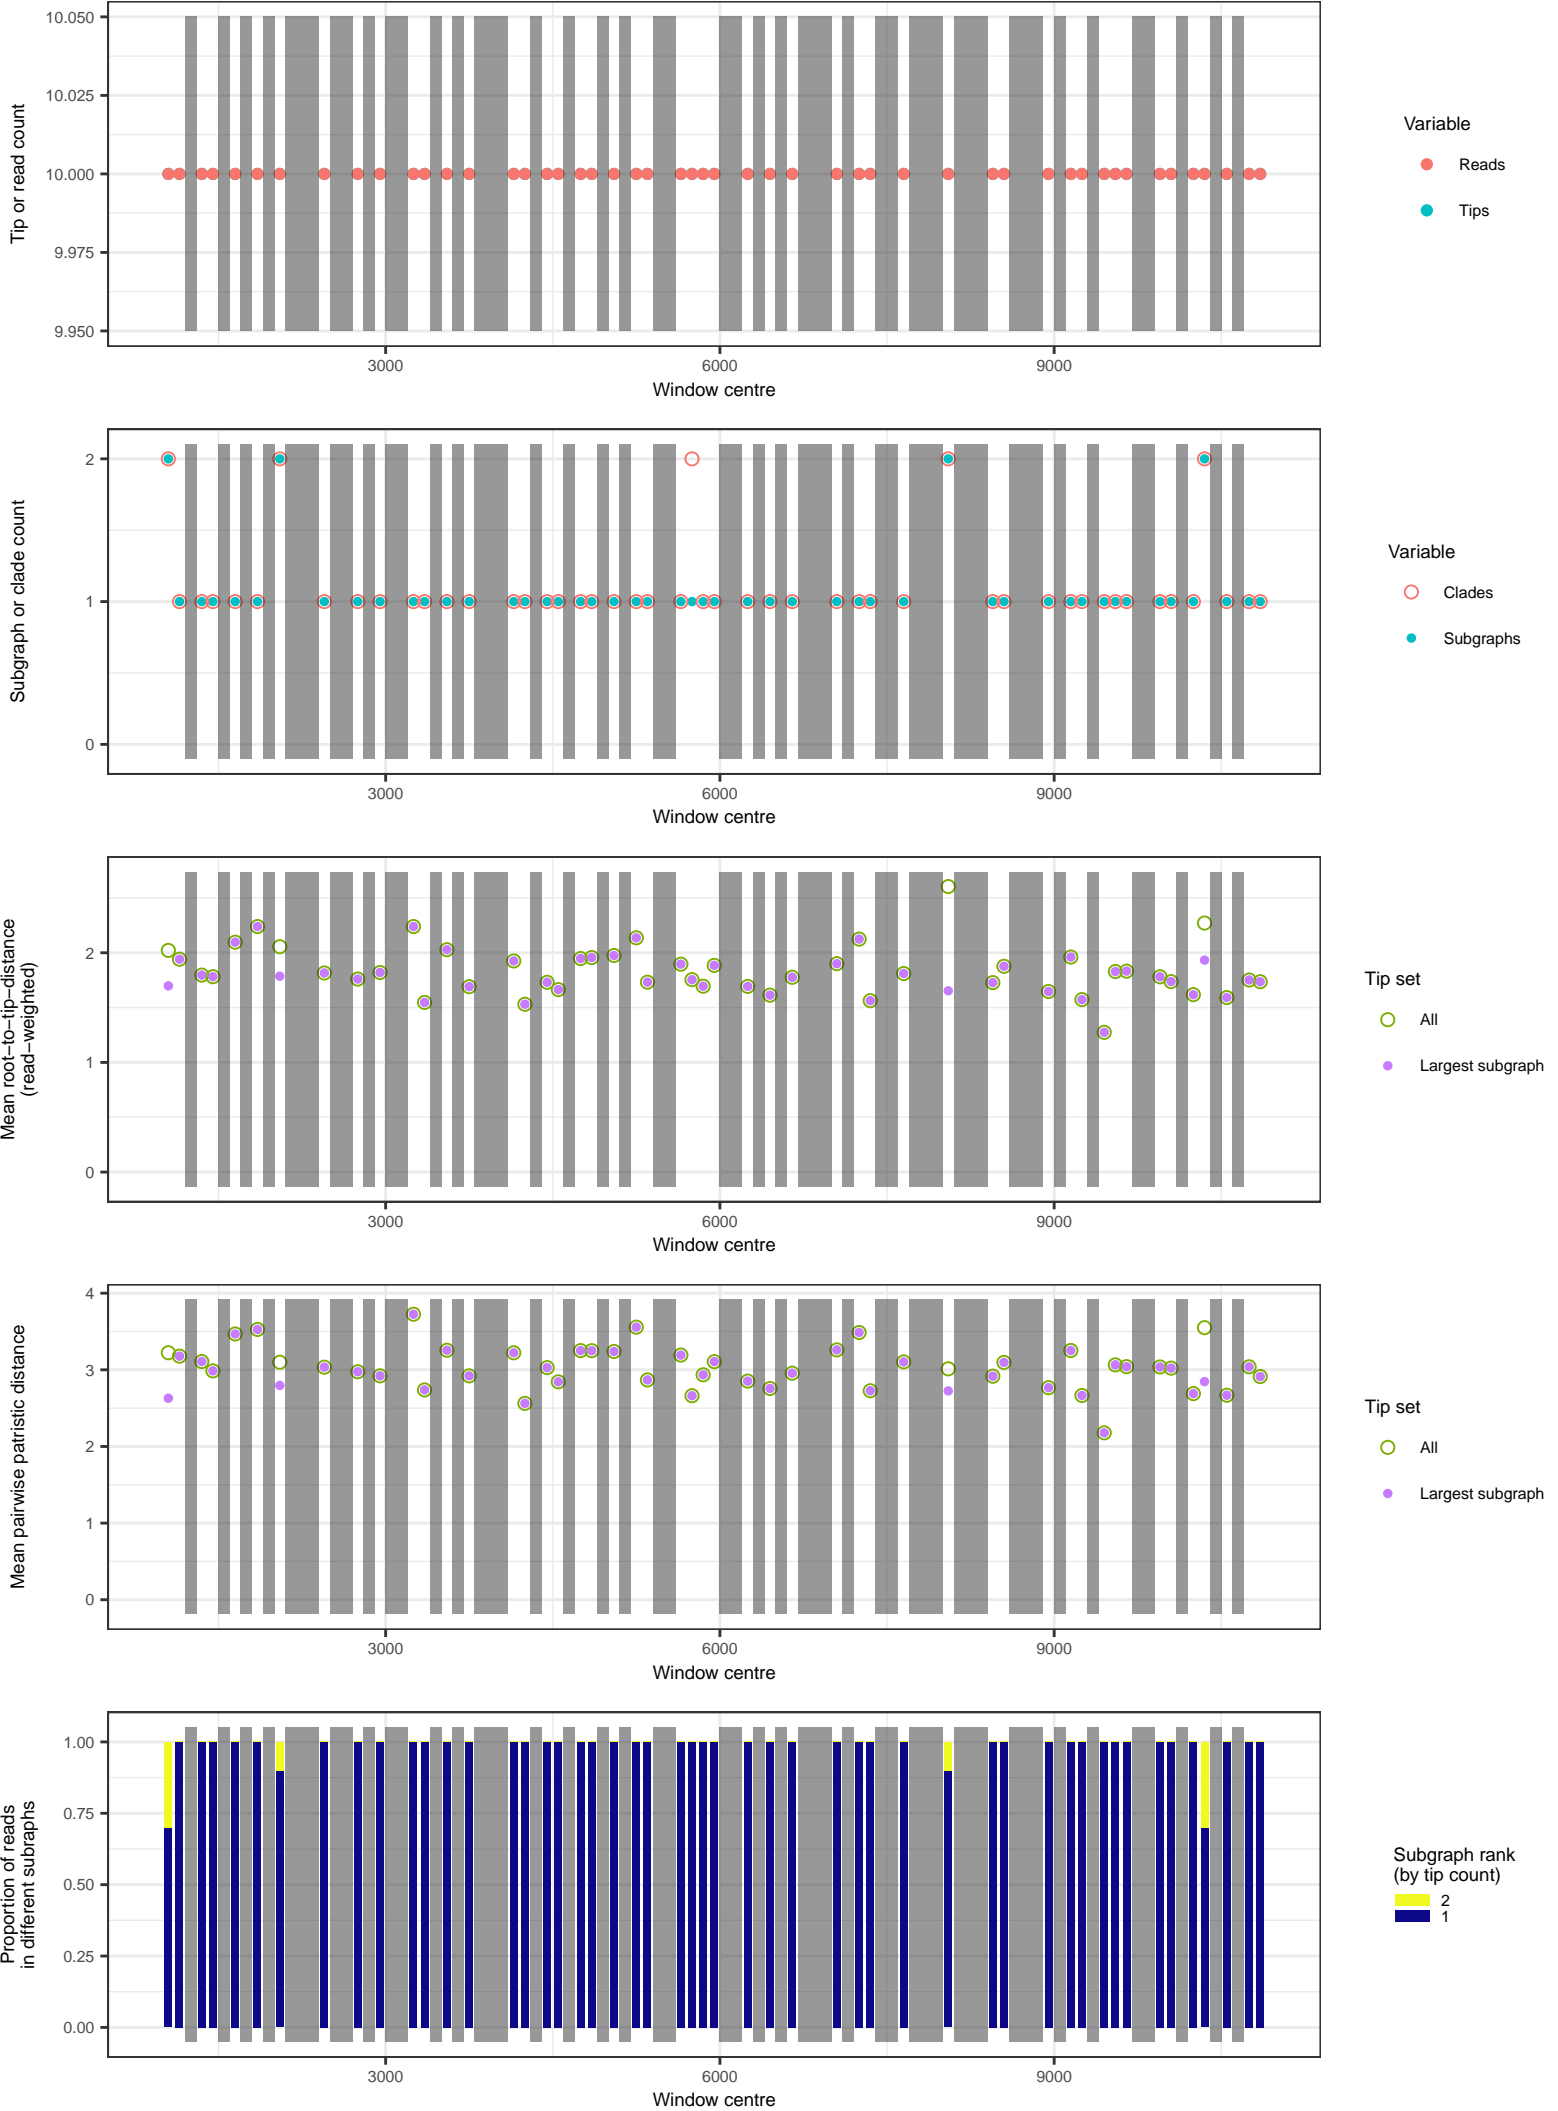 10.050
10.025
10.000
9.975
9.950
Tip or read count
3000
6000
9000
Window centre
Variable
Reads
Tips
2
1
0
Subgraph or clade count
3000
6000
9000
Window centre
Variable
Clades
Subgraphs
2
1
0
Mean root−to−tip−distance
(read−weighted)
3000
6000
9000
Window centre
Tip set
All
Largest subgraph
4
3
2
1
0
Mean pairwise patristic distance
3000
6000
9000
Window centre
Tip set
All
Largest subgraph
1.00
0.75
0.50
0.25
0.00
Proportion of reads
in different subraphs
3000
6000
9000
Window centre
Subgraph rank
(by tip count)
2
1